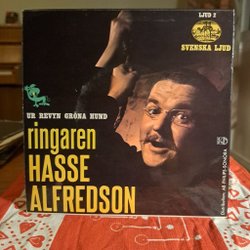 LJUD 2
SVENSKA LJUD
UR REVYN GRÖNA HUND
ringaren
HASSE
ALFREDSON